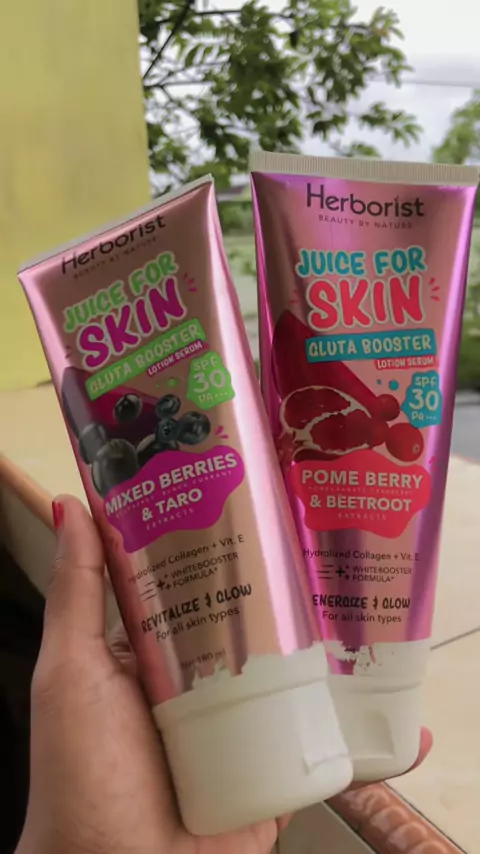 Herborist
BEAUTY BY NATURE
JUICE FOR
SKIN
GLUTA BOOSTER
LOTION SERUM
SPF
30
PA+++
MIXED BERRIES
& TARO
EXTRACTS
Hydrolized Collagen + Vit. E
WHITEBOOSTER
FORMULA*
REVITALIZE & GLOW
For all skin types
180 ml
Herborist
BEAUTY BY NATURE
JUICE FOR
SKIN
GLUTA BOOSTER
LOTION SERUM
SPF
30
PA+++
POME BERRY
POMEGRANATE CRANBERRY
& BEETROOT
EXTRACTS
Hydrolized Collagen + Vit. E
WHITEBOOSTER
FORMULA*
ENERGIZE & GLOW
For all skin types